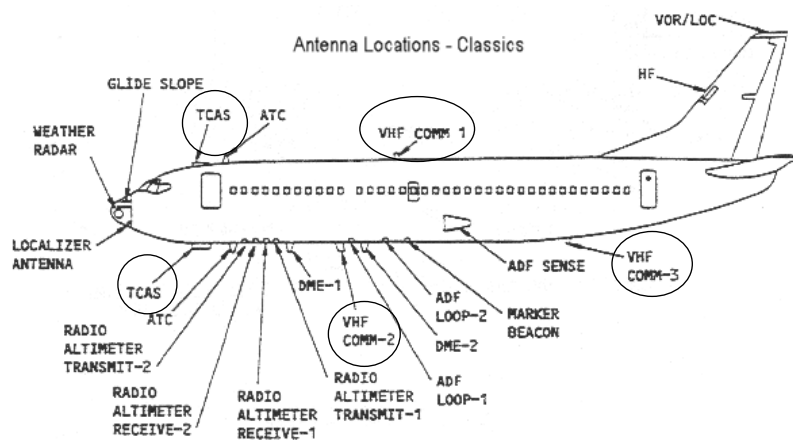 VOR/LOC
Antenna Locations - Classics
HF
GLIDE SLOPE
TCAS
ATC
VHF COMM 1
WEATHER
RADAR
LOCALIZER
ANTENNA
TCAS
ATC
RADIO
ALTIMETER
TRANSMIT-2
RADIO
ALTIMETER
RECEIVE-2
RADIO
ALTIMETER
RECEIVE-1
DME-1
RADIO
ALTIMETER
TRANSMIT-1
VHF
COMM-2
ADF
LOOP-1
DME-2
ADF
LOOP-2
MARKER
BEACON
ADF SENSE
VHF
COMM-3